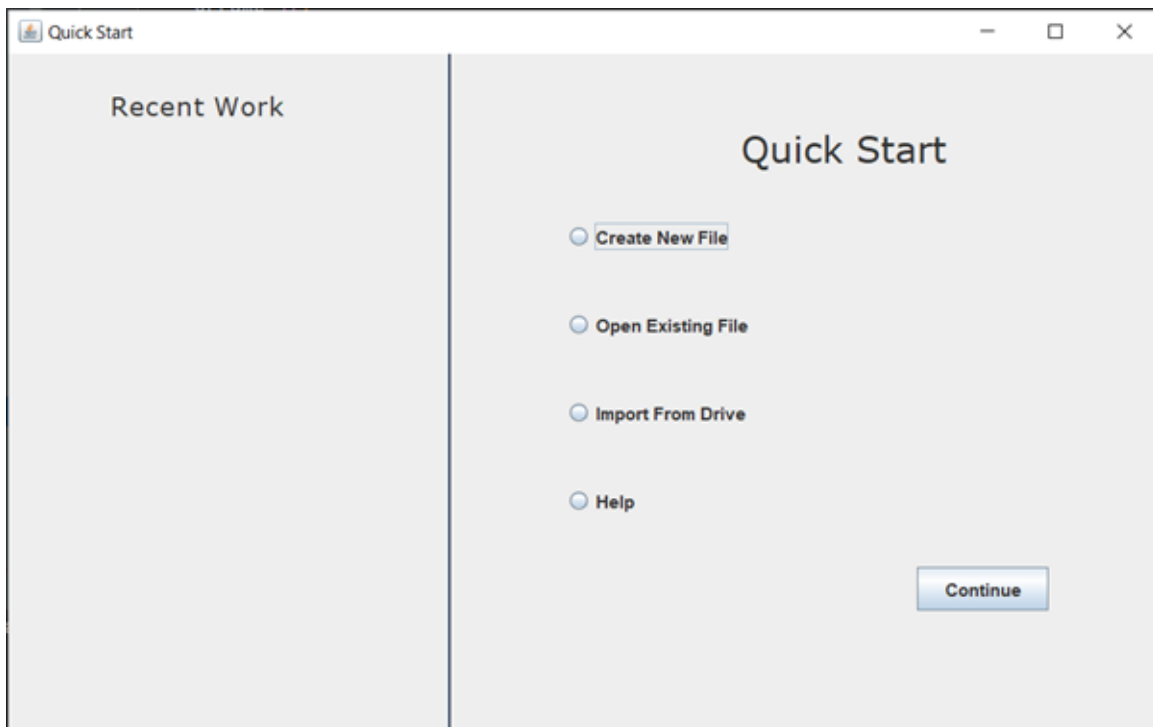 Quick Start
Recent Work
Quick Start
Create New File
Open Existing File
Import From Drive
Help
Continue